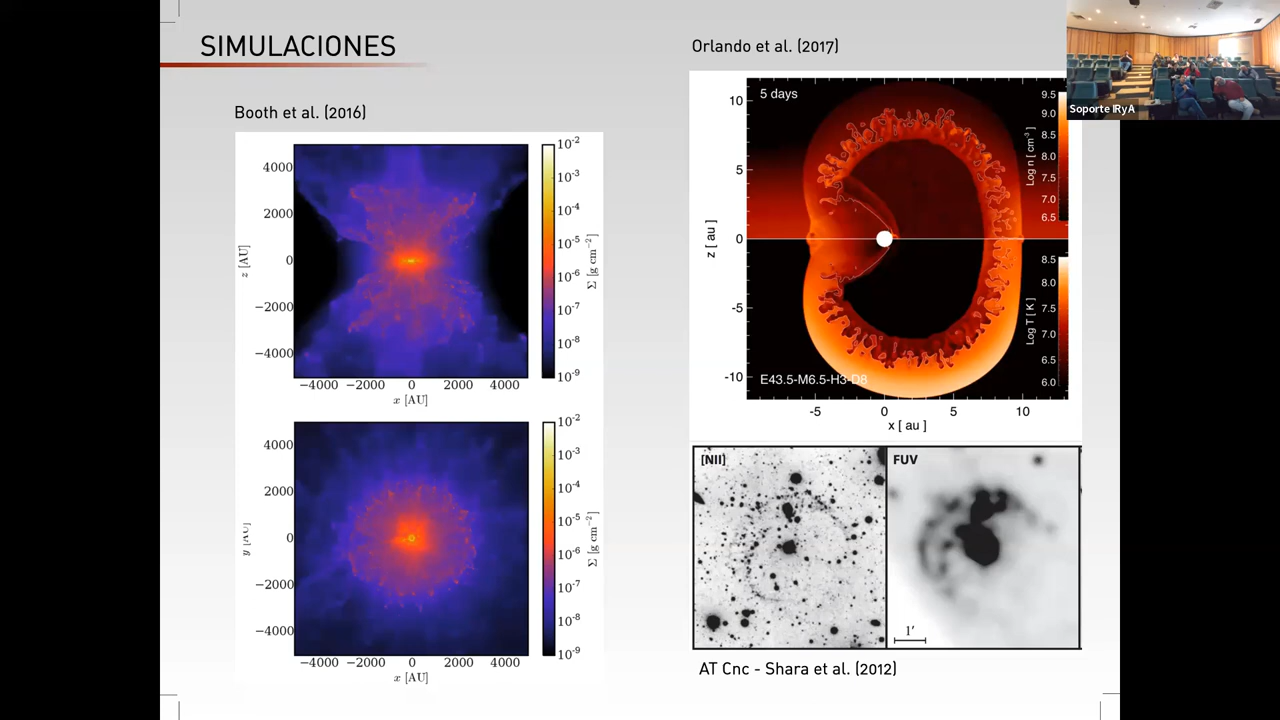 SIMULACIONES
Orlando et al. (2017)
Soporte IRyA
Booth et al. (2016)
4000
2000
0
−2000
−4000
z [AU]
−4000 −2000 0 2000 4000
x [AU]
10⁻²
10⁻³
10⁻⁴
10⁻⁵
10⁻⁶
10⁻⁷
10⁻⁸
10⁻⁹
Σ [g cm⁻²]
4000
2000
0
−2000
−4000
y [AU]
−4000 −2000 0 2000 4000
x [AU]
10⁻²
10⁻³
10⁻⁴
10⁻⁵
10⁻⁶
10⁻⁷
10⁻⁸
10⁻⁹
Σ [g cm⁻²]
5 days
10
5
0
-5
-10
z [ au ]
E43.5-M6.5-H3-D8
-5 0 5 10
x [ au ]
9.5
9.0
8.5
8.0
7.5
7.0
6.5
Log n [ cm⁻³ ]
8.5
8.0
7.5
7.0
6.5
6.0
Log T [ K ]
[NII]
FUV
1′
AT Cnc - Shara et al. (2012)